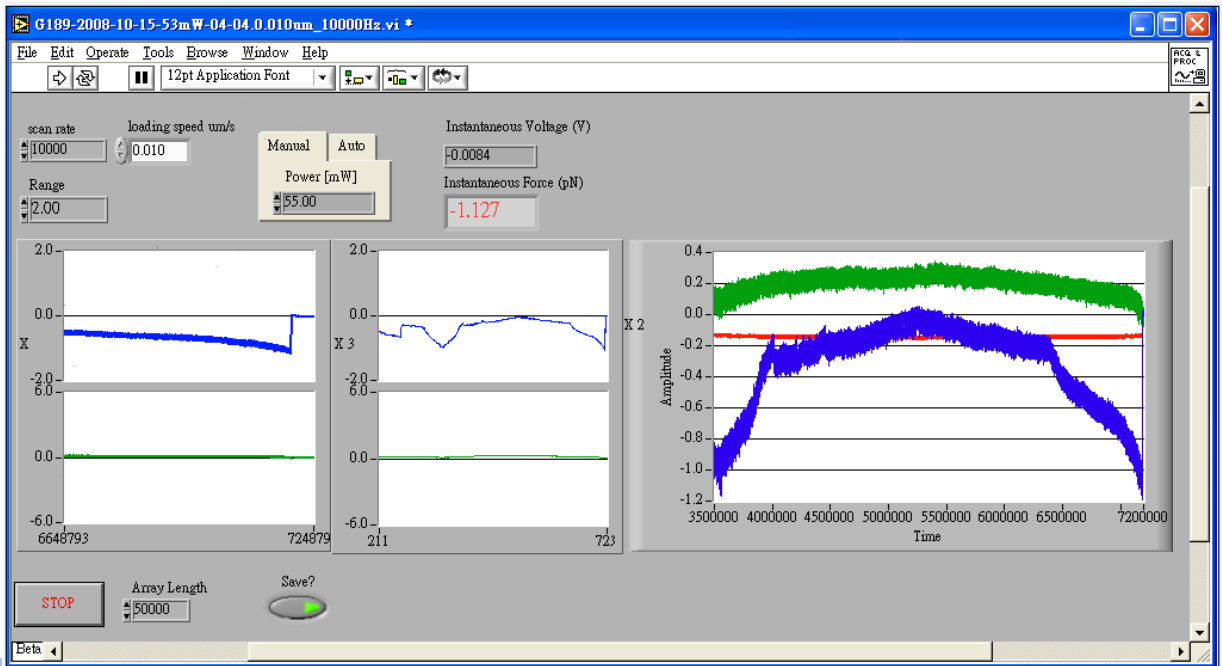 G189-2008-10-15-53mW-04-04.0.010um_10000Hz.vi *
File Edit Operate Tools Browse Window Help
ACQ &
PROC
12pt Application Font
scan rate
10000
loading speed um/s
0.010
Manual Auto
Power [mW]
55.00
Instantaneous Voltage (V)
-0.0084
Range
2.00
Instantaneous Force (pN)
-1.127
2.0
0.0
X
-2.0
6.0
0.0
-6.0
6648793 724879
2.0
0.0
X 3
-2.0
6.0
0.0
-6.0
211 723
X 2
0.4
0.2
0.0
-0.2
-0.4
-0.6
-0.8
-1.0
-1.2
Amplitude
3500000 4000000 4500000 5000000 5500000 6000000 6500000 7200000
Time
STOP
Array Length
50000
Save?
Beta